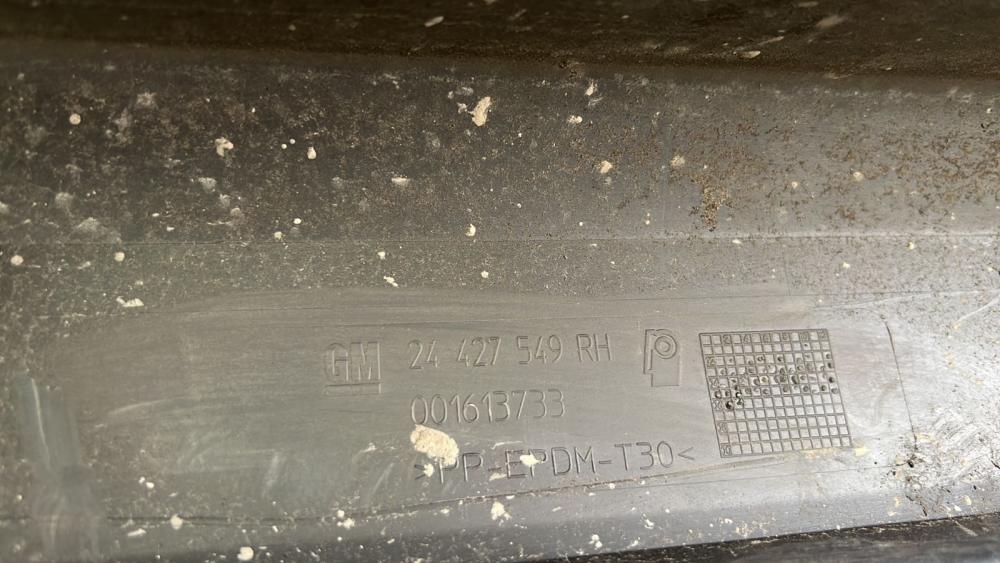 GM 24 427 549 RH
001613733
>PP-EPDM-T30<